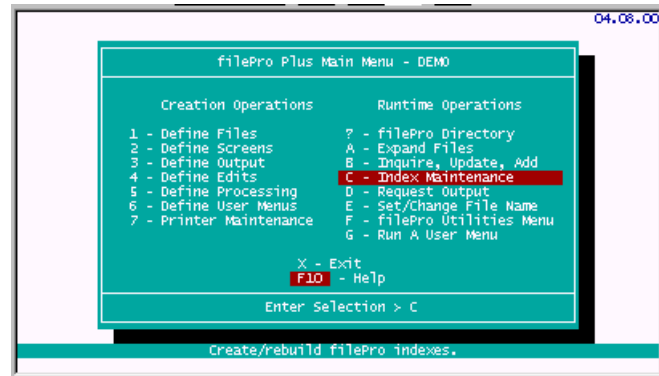 04.08.00
filePro Plus Main Menu - DEMO
Creation Operations Runtime Operations
1 - Define Files ? - filePro Directory
2 - Define Screens A - Expand Files
3 - Define Output B - Inquire, Update, Add
4 - Define Edits C - Index Maintenance
5 - Define Processing D - Request Output
6 - Define User Menus E - Set/Change File Name
7 - Printer Maintenance F - filePro Utilities Menu
G - Run A User Menu
X - Exit
F10 - Help
Enter Selection > C
Create/rebuild filePro indexes.